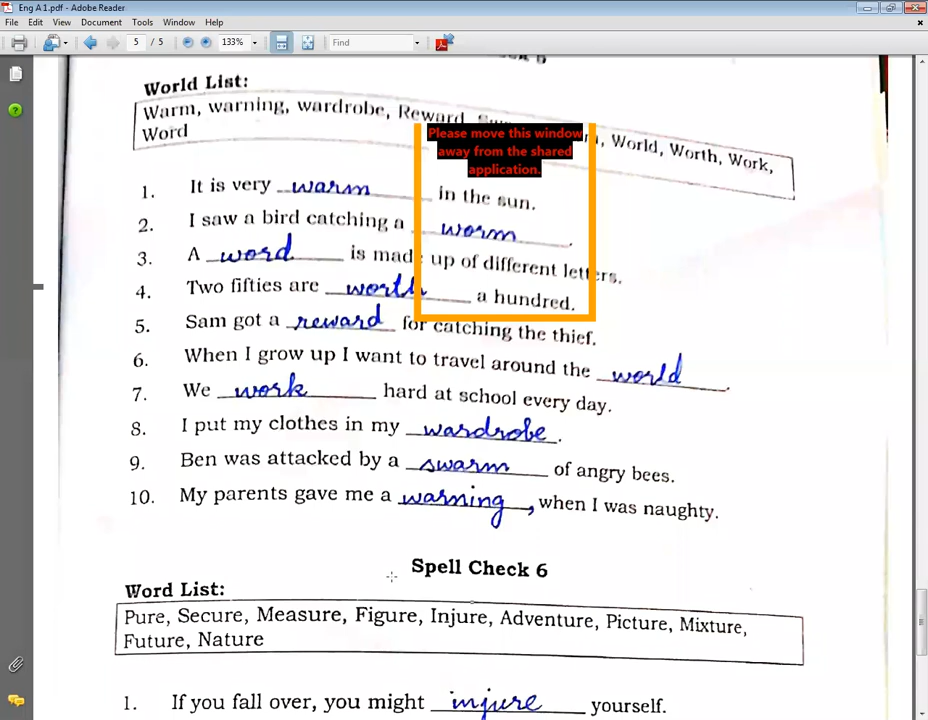 Eng A 1.pdf - Adobe Reader
File Edit View Document Tools Window Help
5 / 5 133% Find
World List:
Warm, warning, wardrobe, Reward, World, Worth, Work,
Word
Please move this window
away from the shared
application.
1. It is very warm in the sun.
2. I saw a bird catching a worm.
3. A word is made up of different letters.
4. Two fifties are worth a hundred.
5. Sam got a reward for catching the thief.
6. When I grow up I want to travel around the world.
7. We work hard at school every day.
8. I put my clothes in my wardrobe.
9. Ben was attacked by a swarm of angry bees.
10. My parents gave me a warning, when I was naughty.
Spell Check 6
Word List:
Pure, Secure, Measure, Figure, Injure, Adventure, Picture, Mixture,
Future, Nature
1. If you fall over, you might injure yourself.